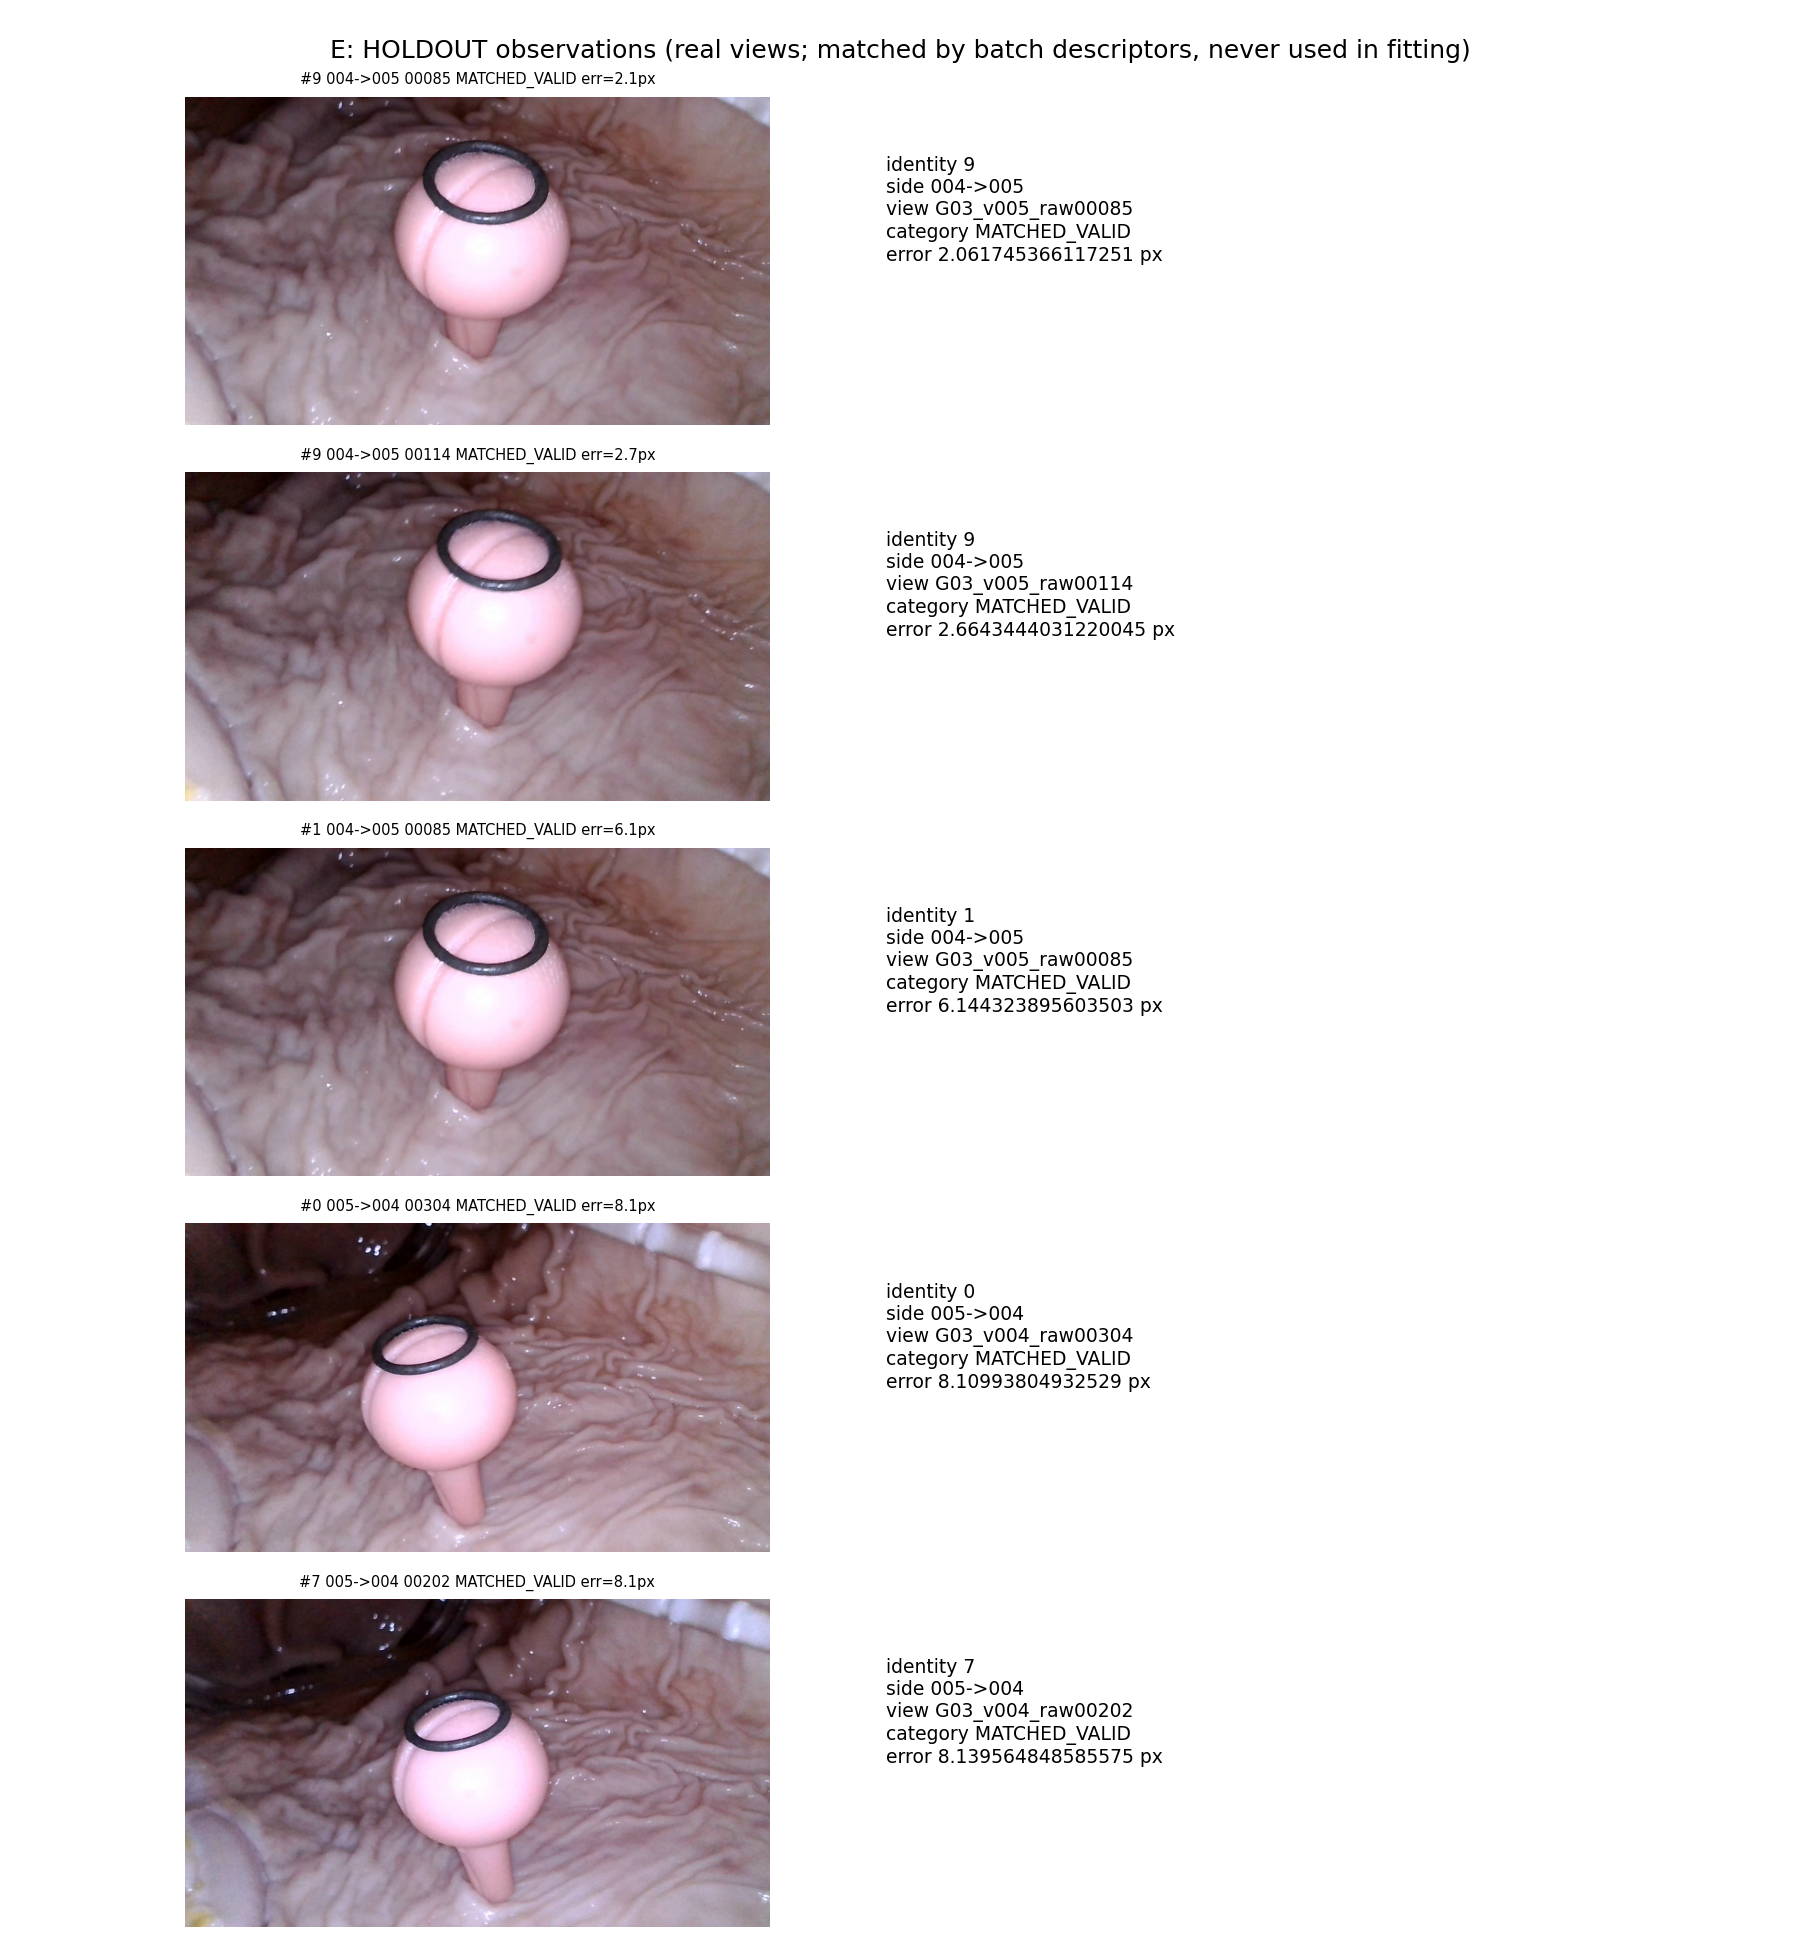 E: HOLDOUT observations (real views; matched by batch descriptors, never used in fitting)
#9 004->005 00085 MATCHED_VALID err=2.1px
identity 9
side 004->005
view G03_v005_raw00085
category MATCHED_VALID
error 2.061745366117251 px
#9 004->005 00114 MATCHED_VALID err=2.7px
identity 9
side 004->005
view G03_v005_raw00114
category MATCHED_VALID
error 2.6643444031220045 px
#1 004->005 00085 MATCHED_VALID err=6.1px
identity 1
side 004->005
view G03_v005_raw00085
category MATCHED_VALID
error 6.144323895603503 px
#0 005->004 00304 MATCHED_VALID err=8.1px
identity 0
side 005->004
view G03_v004_raw00304
category MATCHED_VALID
error 8.10993804932529 px
#7 005->004 00202 MATCHED_VALID err=8.1px
identity 7
side 005->004
view G03_v004_raw00202
category MATCHED_VALID
error 8.139564848585575 px